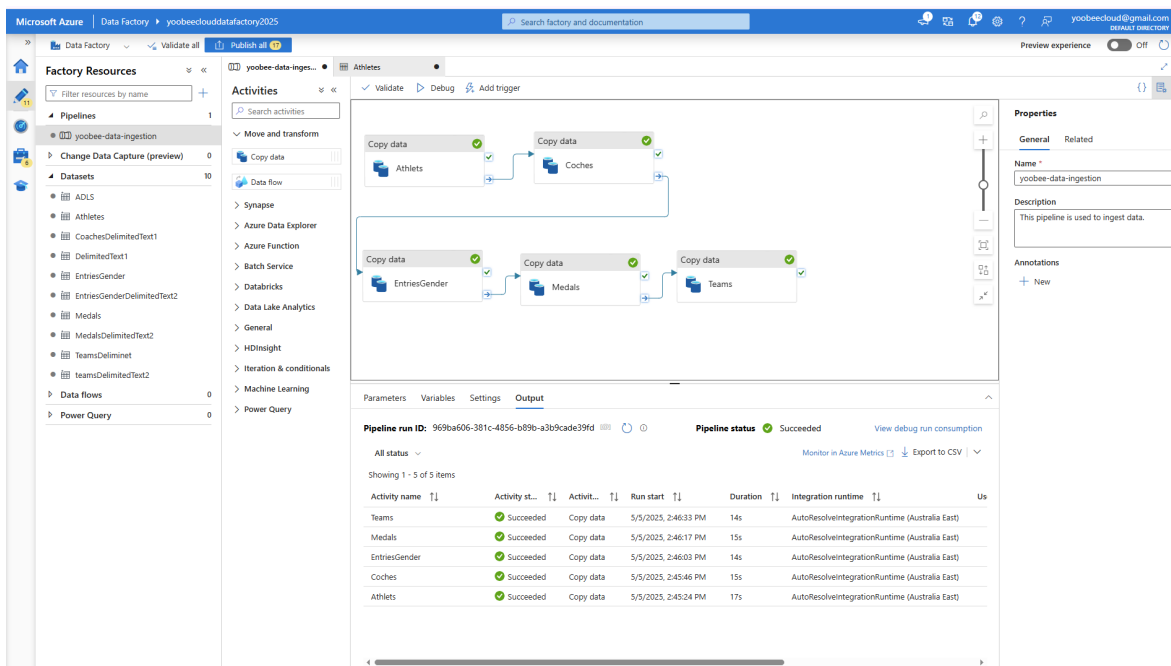 Microsoft Azure Data Factory yoobeeclouddatafactory2025 Search factory and documentation 1 12 yoobeecloud@gmail.com
DEFAULT DIRECTORY
Data Factory Validate all Publish all 17 Preview experience Off
11
6
Factory Resources
Filter resources by name
Pipelines 1
yoobee-data-ingestion
Change Data Capture (preview) 0
Datasets 10
ADLS
Athletes
CoachesDelimitedText1
DelimitedText1
EntriesGender
EntriesGenderDelimitedText2
Medals
MedalsDelimitedText2
TeamsDeliminet
teamsDelimitedText2
Data flows 0
Power Query 0
yoobee-data-inges... Athletes
Activities
Search activities
Move and transform
Copy data
Data flow
Synapse
Azure Data Explorer
Azure Function
Batch Service
Databricks
Data Lake Analytics
General
HDInsight
Iteration & conditionals
Machine Learning
Power Query
Validate Debug Add trigger
Copy data
Athlets
Copy data
Coches
Copy data
EntriesGender
Copy data
Medals
Copy data
Teams
Properties
General Related
Name *
yoobee-data-ingestion
Description
This pipeline is used to ingest data.
Annotations
New
Parameters Variables Settings Output
Pipeline run ID: 969ba606-381c-4856-b89b-a3b9cade39fd Pipeline status Succeeded View debug run consumption
All status Monitor in Azure Metrics Export to CSV
Showing 1 - 5 of 5 items
Activity name Activity st... Activit... Run start Duration Integration runtime Us
Teams Succeeded Copy data 5/5/2025, 2:46:33 PM 14s AutoResolveIntegrationRuntime (Australia East)
Medals Succeeded Copy data 5/5/2025, 2:46:17 PM 15s AutoResolveIntegrationRuntime (Australia East)
EntriesGender Succeeded Copy data 5/5/2025, 2:46:03 PM 14s AutoResolveIntegrationRuntime (Australia East)
Coches Succeeded Copy data 5/5/2025, 2:45:46 PM 15s AutoResolveIntegrationRuntime (Australia East)
Athlets Succeeded Copy data 5/5/2025, 2:45:24 PM 17s AutoResolveIntegrationRuntime (Australia East)